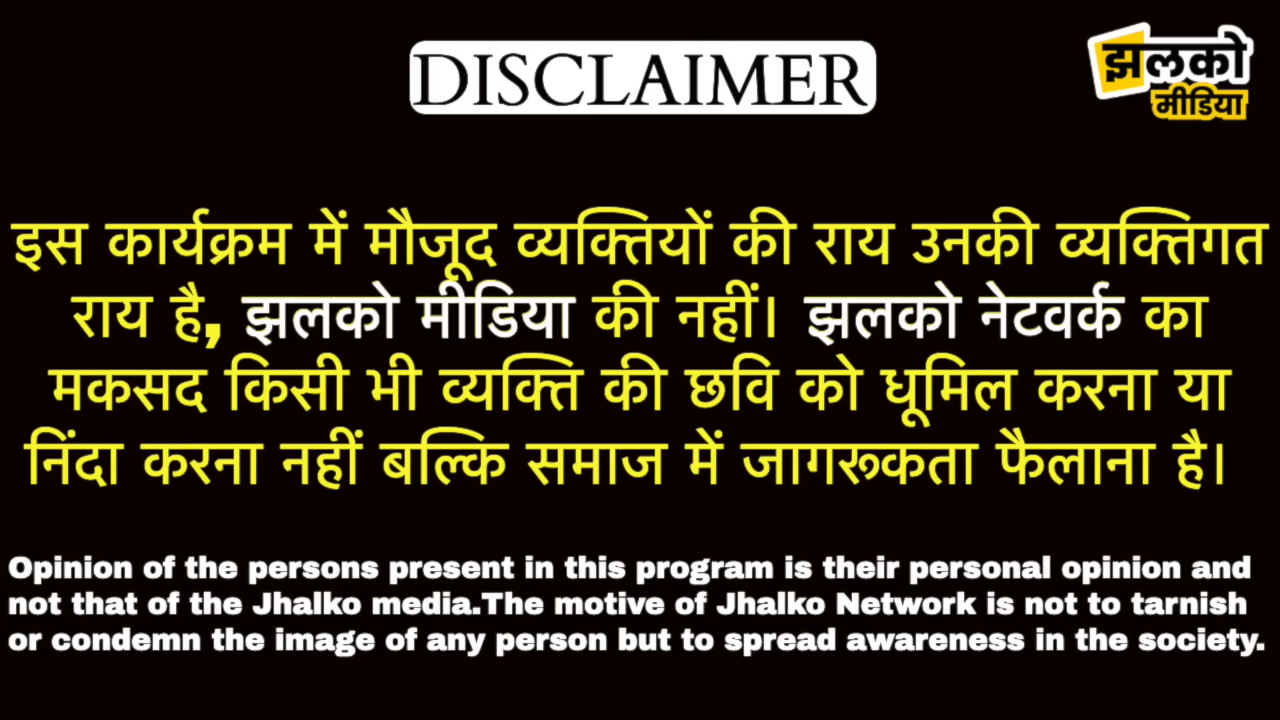 DISCLAIMER
झलको
मीडिया
इस कार्यक्रम में मौजूद व्यक्तियों की राय उनकी व्यक्तिगत
राय है, झलको मीडिया की नहीं। झलको नेटवर्क का
मकसद किसी भी व्यक्ति की छवि को धूमिल करना या
निंदा करना नहीं बल्कि समाज में जागरूकता फैलाना है।
Opinion of the persons present in this program is their personal opinion and
not that of the Jhalko media.The motive of Jhalko Network is not to tarnish
or condemn the image of any person but to spread awareness in the society.